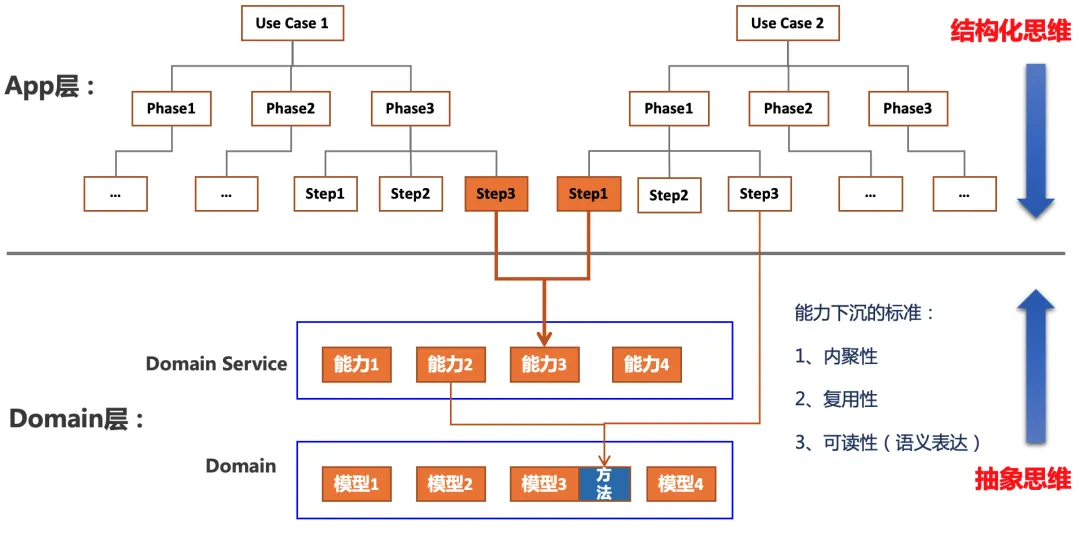 Use Case 1
Use Case 2
结构化思维
App层：
Phase1
Phase2
Phase3
Phase1
Phase2
Phase3
...
...
Step1
Step2
Step3
Step1
Step2
Step3
...
...
能力下沉的标准：
Domain Service
能力1
能力2
能力3
能力4
1、内聚性
2、复用性
Domain层：
3、可读性（语义表达）
Domain
模型1
模型2
模型3
方
法
模型4
抽象思维